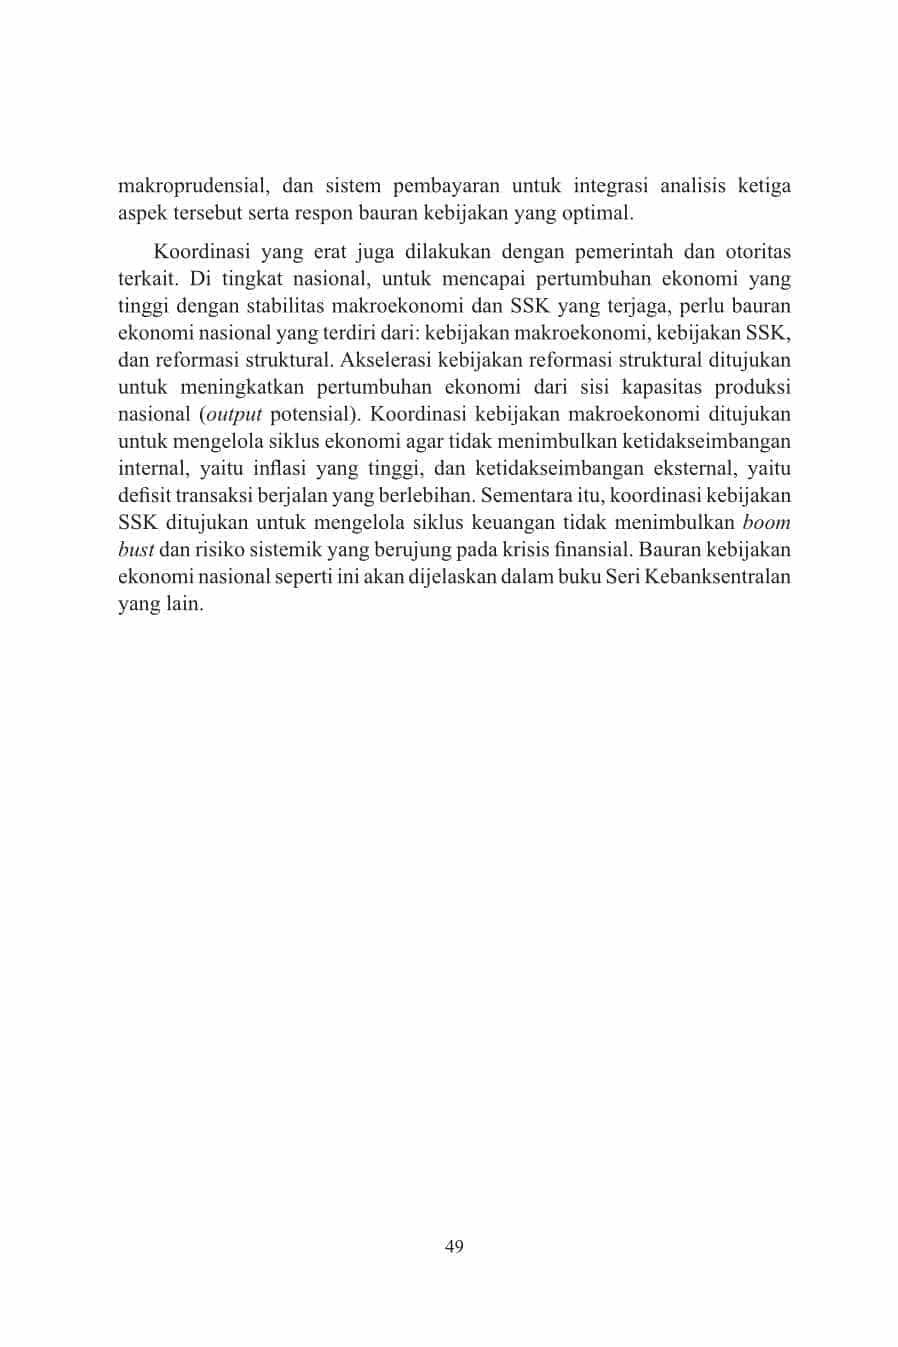 makroprudensial, dan sistem pembayaran untuk integrasi analisis ketiga
aspek tersebut serta respon bauran kebijakan yang optimal.
Koordinasi yang erat juga dilakukan dengan pemerintah dan otoritas
terkait. Di tingkat nasional, untuk mencapai pertumbuhan ekonomi yang
tinggi dengan stabilitas makroekonomi dan SSK yang terjaga, perlu bauran
ekonomi nasional yang terdiri dari: kebijakan makroekonomi, kebijakan SSK,
dan reformasi struktural. Akselerasi kebijakan reformasi struktural ditujukan
untuk meningkatkan pertumbuhan ekonomi dari sisi kapasitas produksi
nasional (output potensial). Koordinasi kebijakan makroekonomi ditujukan
untuk mengelola siklus ekonomi agar tidak menimbulkan ketidakseimbangan
internal, yaitu inflasi yang tinggi, dan ketidakseimbangan eksternal, yaitu
defisit transaksi berjalan yang berlebihan. Sementara itu, koordinasi kebijakan
SSK ditujukan untuk mengelola siklus keuangan tidak menimbulkan boom
bust dan risiko sistemik yang berujung pada krisis finansial. Bauran kebijakan
ekonomi nasional seperti ini akan dijelaskan dalam buku Seri Kebanksentralan
yang lain.
49